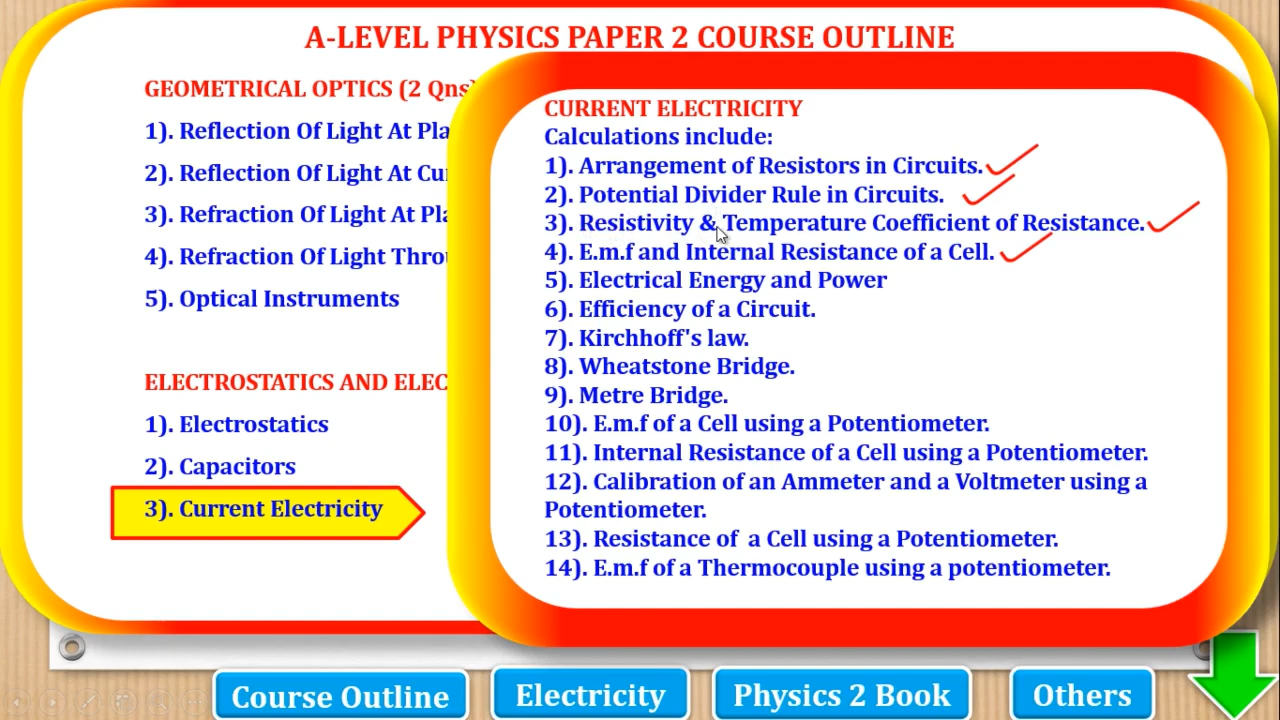 A-LEVEL PHYSICS PAPER 2 COURSE OUTLINE
GEOMETRICAL OPTICS (2 Qns)
1). Reflection Of Light At
2). Reflection Of Light At
3). Refraction Of Light At
4). Refraction Of Light
5). Optical Instruments
ELECTROSTATICS AND
1). Electrostatics
2). Capacitors
3). Current Electricity
CURRENT ELECTRICITY
Calculations include:
1). Arrangement of Resistors in Circuits.
2). Potential Divider Rule in Circuits.
3). Resistivity & Temperature Coefficient of Resistance.
4). E.m.f and Internal Resistance of a Cell.
5). Electrical Energy and Power
6). Efficiency of a Circuit.
7). Kirchhoff's law.
8). Wheatstone Bridge.
9). Metre Bridge.
10). E.m.f of a Cell using a Potentiometer.
11). Internal Resistance of a Cell using a Potentiometer.
12). Calibration of an Ammeter and a Voltmeter using a
Potentiometer.
13). Resistance of a Cell using a Potentiometer.
14). E.m.f of a Thermocouple using a potentiometer.
Course Outline
Electricity
Physics 2 Book
Others